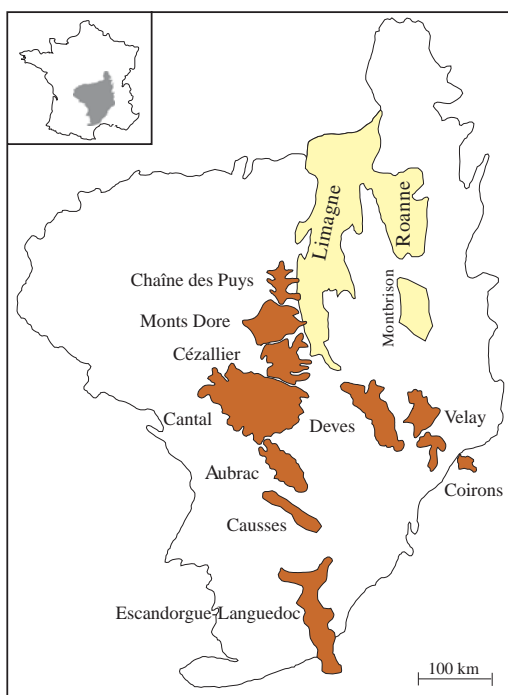 Limagne
Roanne
Chaîne des Puys
Montbrison
Monts Dore
Cézallier
Cantal
Deves
Velay
Aubrac
Coirons
Causses
Escandorgue-Languedoc
100 km